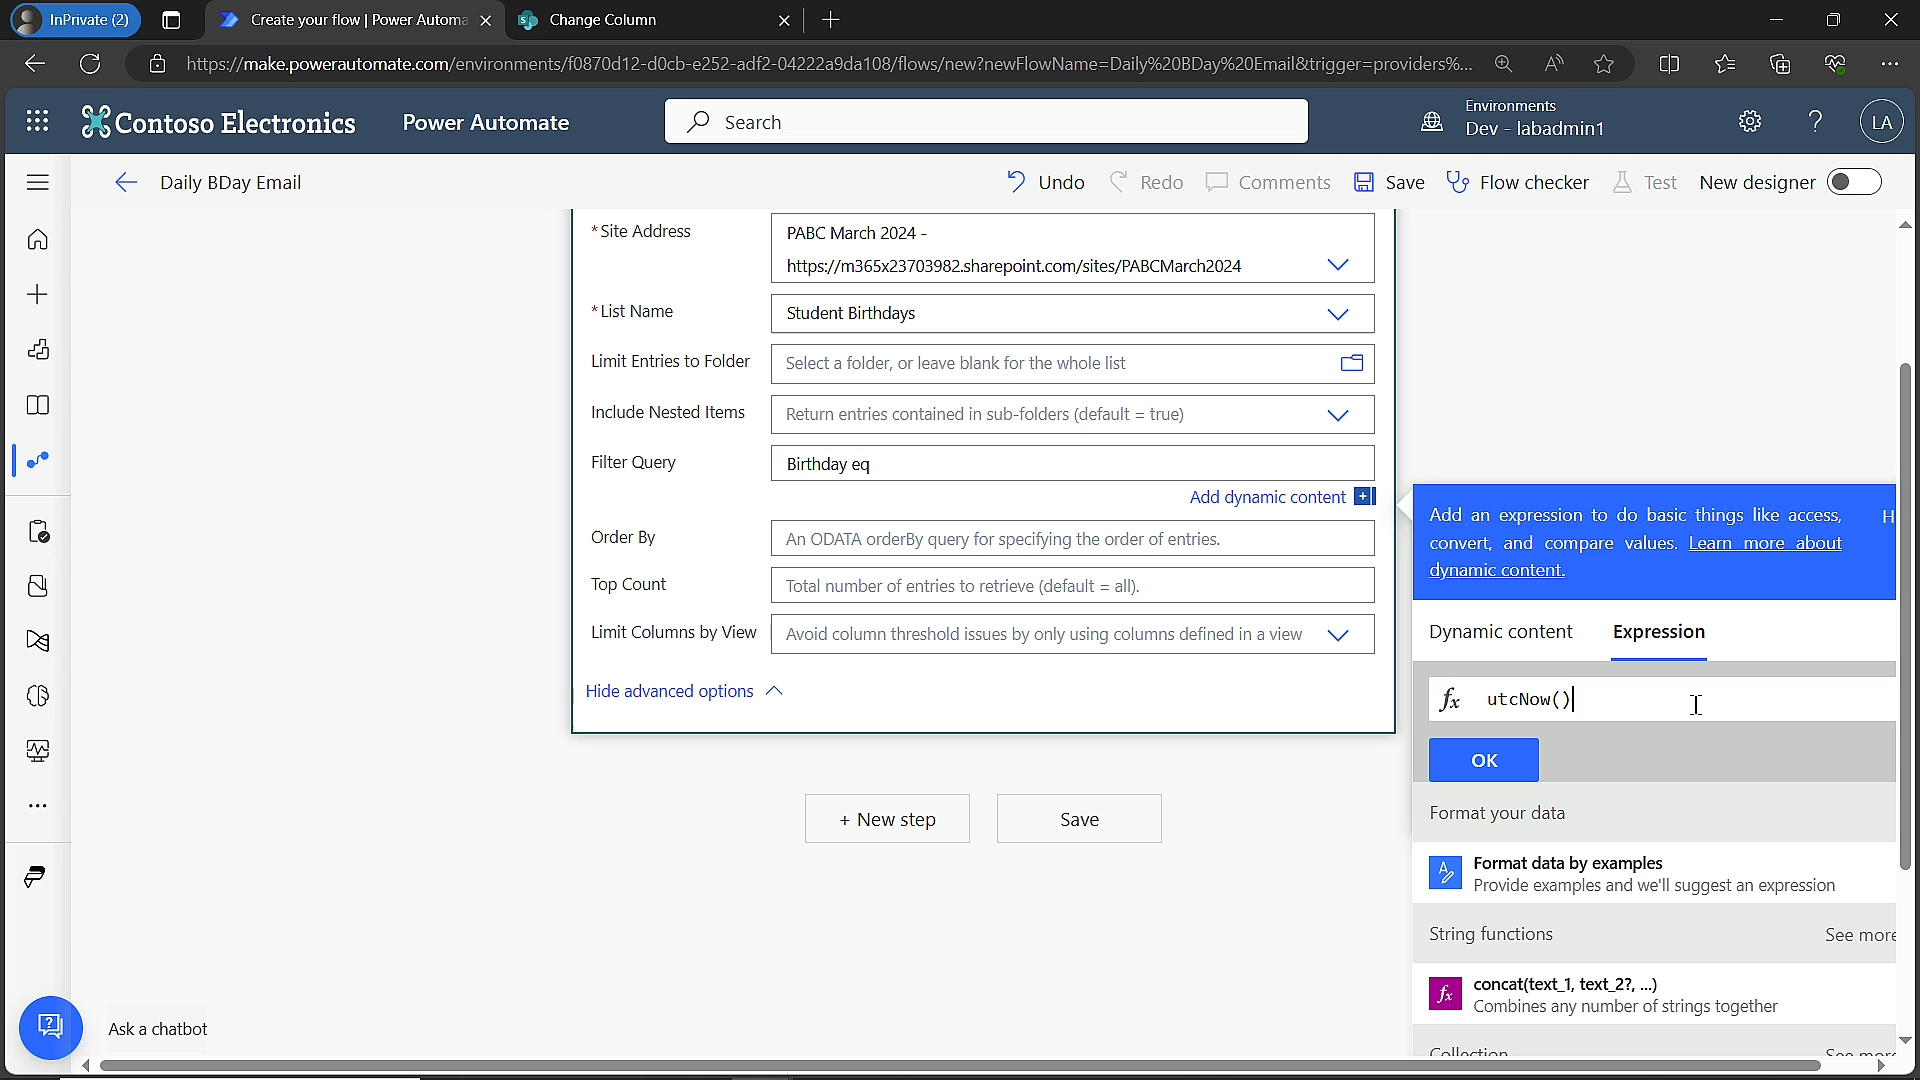 InPrivate (2)
Create your flow | Power Automa
Change Column
https://make.powerautomate.com/environments/f0870d12-d0cb-e252-adf2-04222a9da108/flows/new?newFlowName=Daily%20BDay%20Email&trigger=providers%...
Contoso Electronics
Power Automate
Search
Environments
Dev - labadmin1
LA
Daily BDay Email
Undo
Redo
Comments
Save
Flow checker
Test
New designer
* Site Address
PABC March 2024 -
https://m365x23703982.sharepoint.com/sites/PABCMarch2024
* List Name
Student Birthdays
Limit Entries to Folder
Select a folder, or leave blank for the whole list
Include Nested Items
Return entries contained in sub-folders (default = true)
Filter Query
Birthday eq
Add dynamic content
Order By
An ODATA orderBy query for specifying the order of entries.
Top Count
Total number of entries to retrieve (default = all).
Limit Columns by View
Avoid column threshold issues by only using columns defined in a view
Hide advanced options
+ New step
Save
Add an expression to do basic things like access,
convert, and compare values. Learn more about
dynamic content.
H
Dynamic content
Expression
fx utcNow()
OK
Format your data
Format data by examples
Provide examples and we'll suggest an expression
String functions
See more
fx
concat(text_1, text_2?, ...)
Combines any number of strings together
Collection
See more
Ask a chatbot